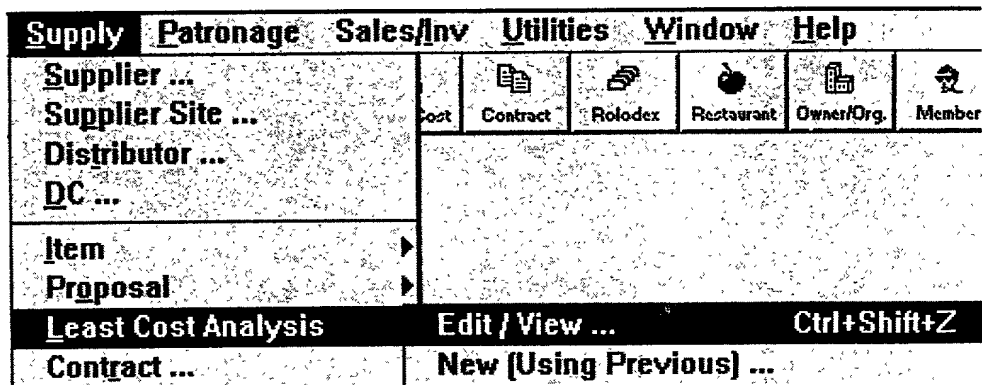 Supply Patronage Sales/Inv Utilities Window Help
Supplier ...
Supplier Site ...
Cost Contract Rolodex Restaurant Owner/Org. Member
Distributor ...
DC ...
Item
Proposal
Least Cost Analysis Edit / View ... Ctrl+Shift+Z
Contract ... New (Using Previous) ...